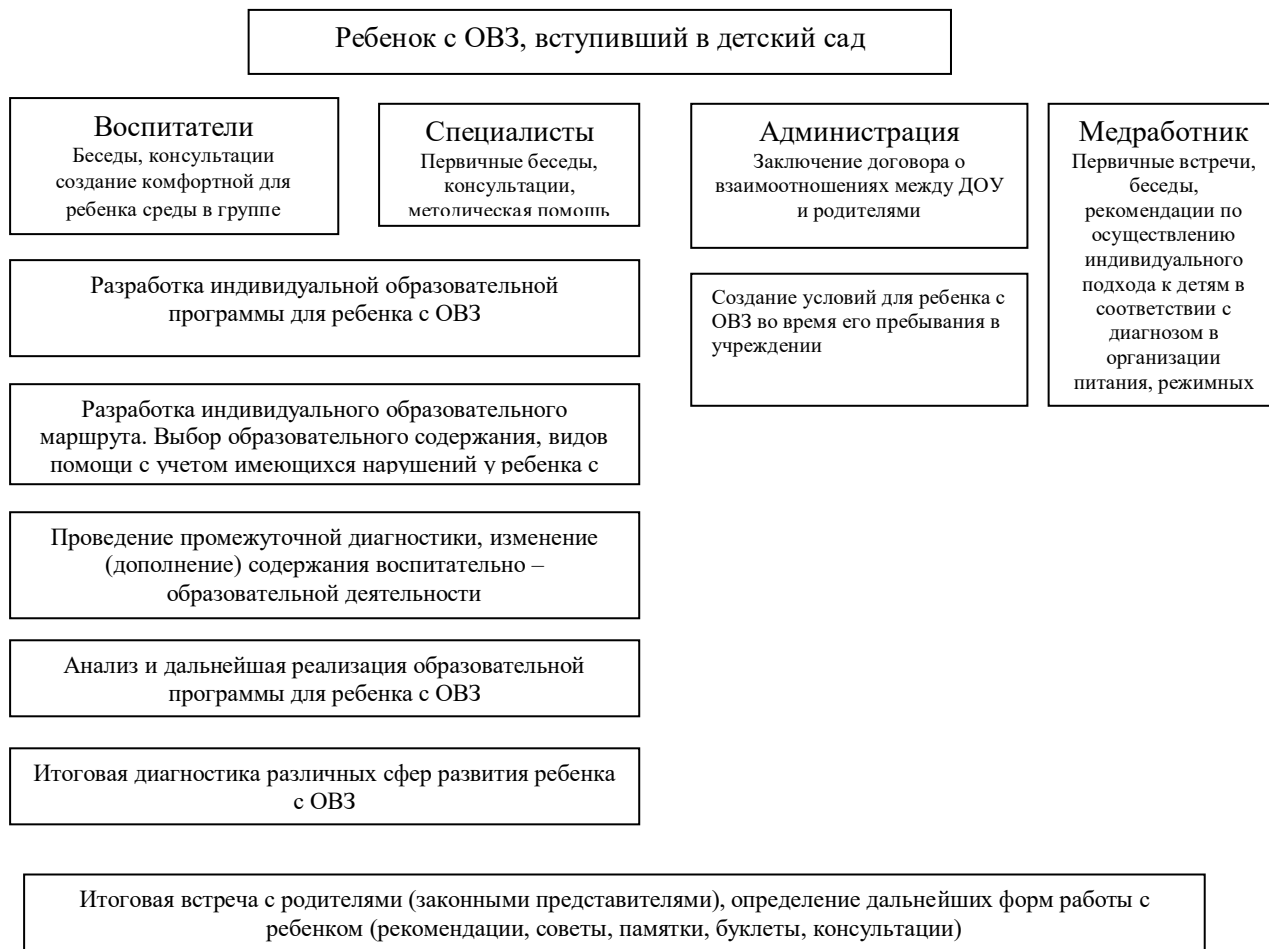 Ребенок с ОВЗ, вступивший в детский сад
Воспитатели
Беседы, консультации
создание комфортной для
ребенка среды в группе
Специалисты
Первичные беседы,
консультации,
методическая помощь
Администрация
Заключение договора о
взаимоотношениях между ДОУ
и родителями
Медработник
Первичные встречи,
беседы,
рекомендации по
осуществлению
индивидуального
подхода к детям в
соответствии с
диагнозом в
организации
питания, режимных
Разработка индивидуальной образовательной
программы для ребенка с ОВЗ
Создание условий для ребенка с
ОВЗ во время его пребывания в
учреждении
Разработка индивидуального образовательного
маршрута. Выбор образовательного содержания, видов
помощи с учетом имеющихся нарушений у ребенка с
Проведение промежуточной диагностики, изменение
(дополнение) содержания воспитательно –
образовательной деятельности
Анализ и дальнейшая реализация образовательной
программы для ребенка с ОВЗ
Итоговая диагностика различных сфер развития ребенка
с ОВЗ
Итоговая встреча с родителями (законными представителями), определение дальнейших форм работы с
ребенком (рекомендации, советы, памятки, буклеты, консультации)